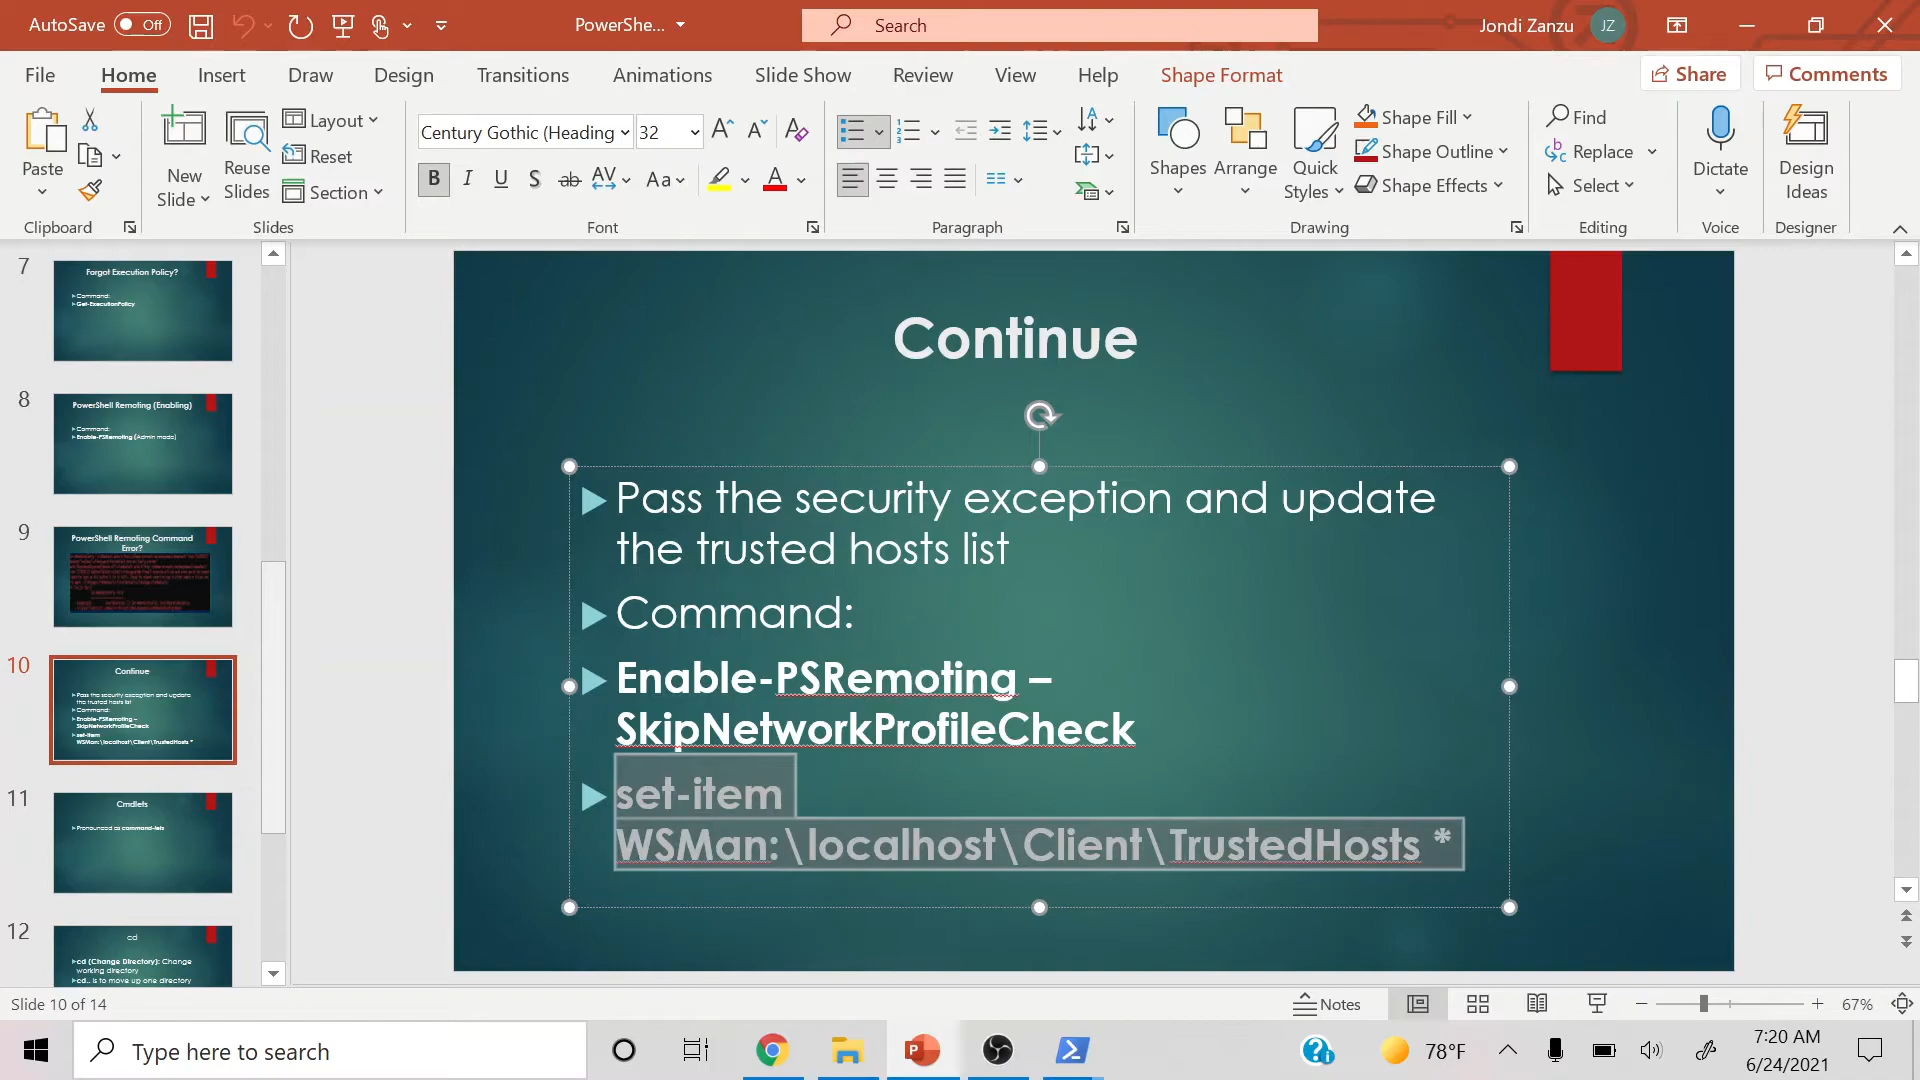 AutoSave Off PowerShe... Search Jondi Zanzu JZ
File Home Insert Draw Design Transitions Animations Slide Show Review View Help Shape Format Share Comments
Paste
New Slide
Reuse Slides
Layout
Reset
Section
Century Gothic (Heading 32
B I U S ab AV Aa A
Shapes
Arrange
Quick Styles
Shape Fill
Shape Outline
Shape Effects
Find
Replace
Select
Dictate
Design Ideas
Clipboard Slides Font Paragraph Drawing Editing Voice Designer
7
Forgot Execution Policy?
Command:
Get-ExecutionPolicy
8
PowerShell Remoting (Enabling)
Command:
Enable-PSRemoting (Admin mode)
9
PowerShell Remoting Command
Error?
10
Continue
Pass the security exception and update
the trusted hosts list
Command:
Enable-PSRemoting –
SkipNetworkProfileCheck
set-item
WSMan:\localhost\Client\TrustedHosts *
11
Cmdlets
Pronounced as command-lets
12
cd
cd (Change Directory): Change
working directory
cd.. is to move up one directory
Continue
Pass the security exception and update
the trusted hosts list
Command:
Enable-PSRemoting –
SkipNetworkProfileCheck
set-item
WSMan:\localhost\Client\TrustedHosts *
Slide 10 of 14 Notes 67%
Type here to search 78°F 7:20 AM
6/24/2021